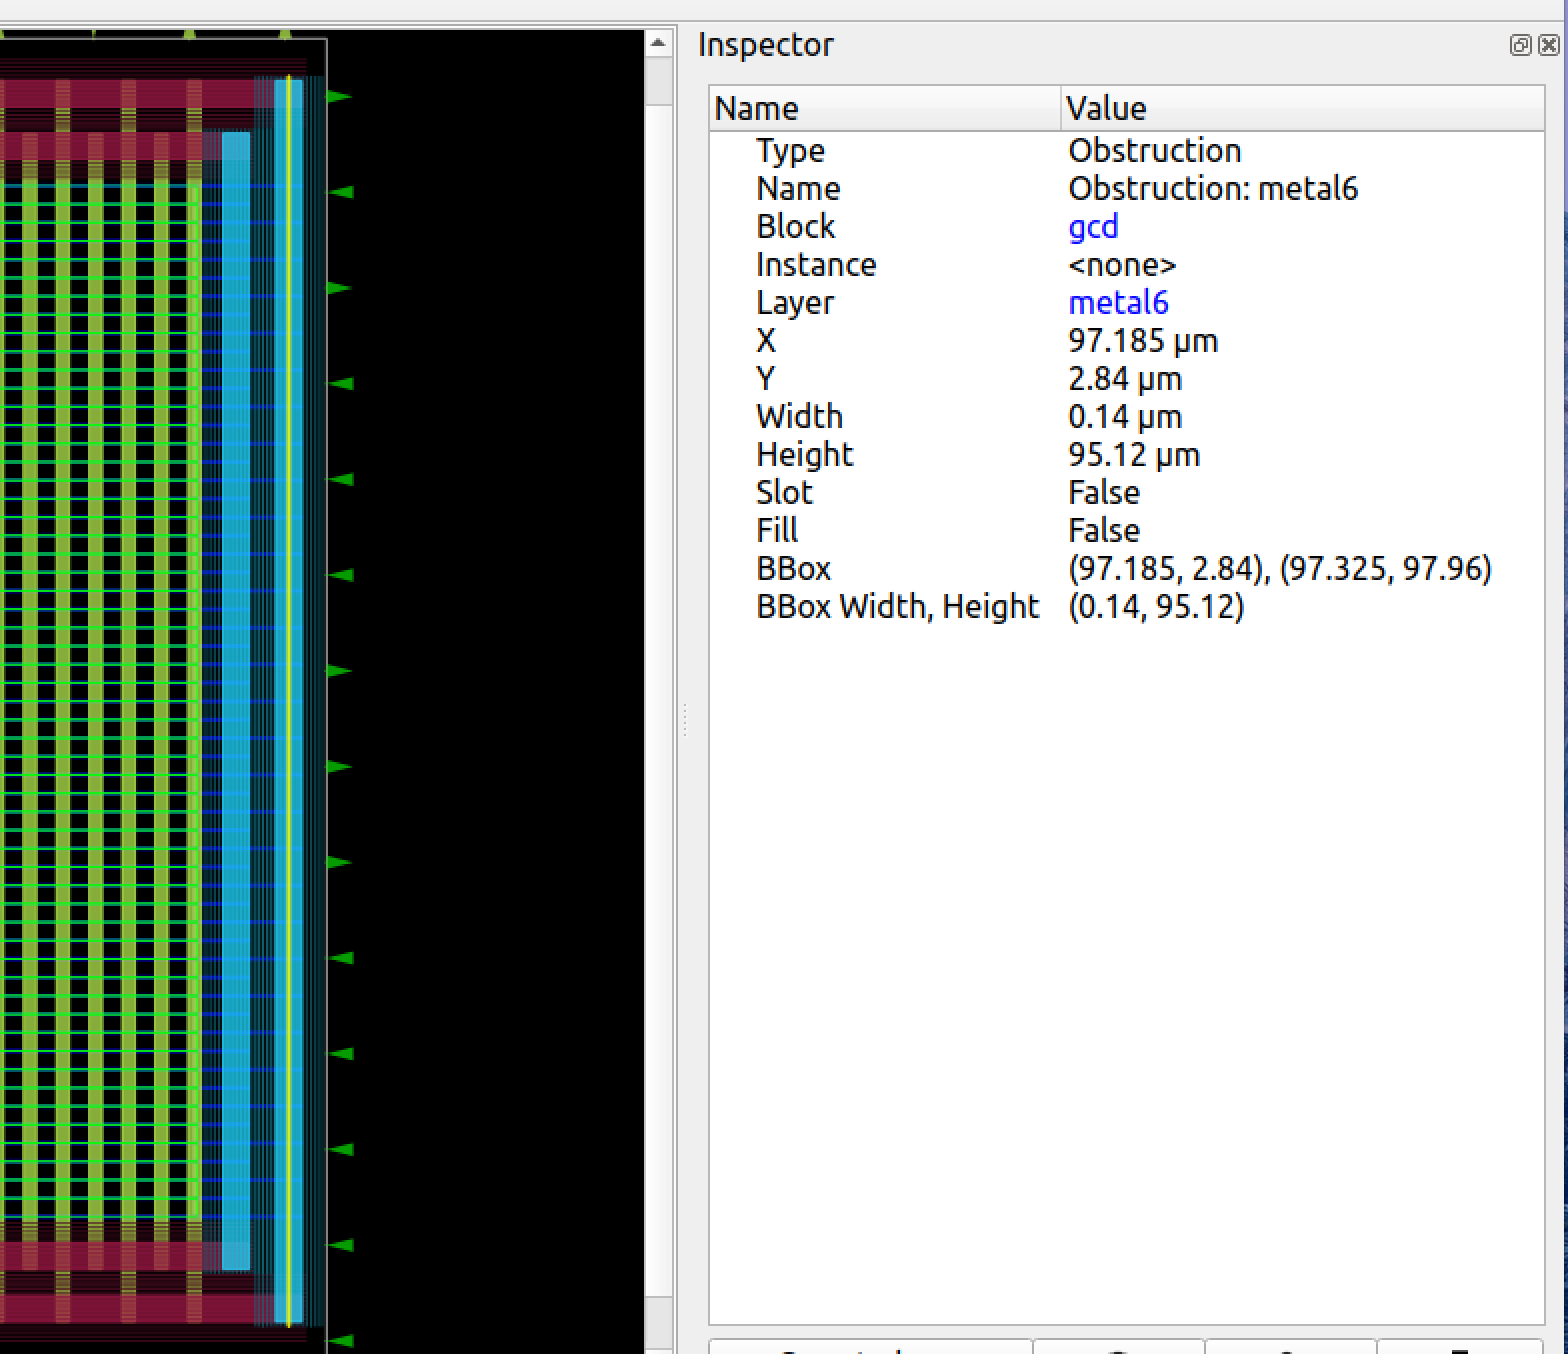 Inspector
Name Value
Type Obstruction
Name Obstruction: metal6
Block gcd
Instance <none>
Layer metal6
X 97.185 µm
Y 2.84 µm
Width 0.14 µm
Height 95.12 µm
Slot False
Fill False
BBox (97.185, 2.84), (97.325, 97.96)
BBox Width, Height (0.14, 95.12)